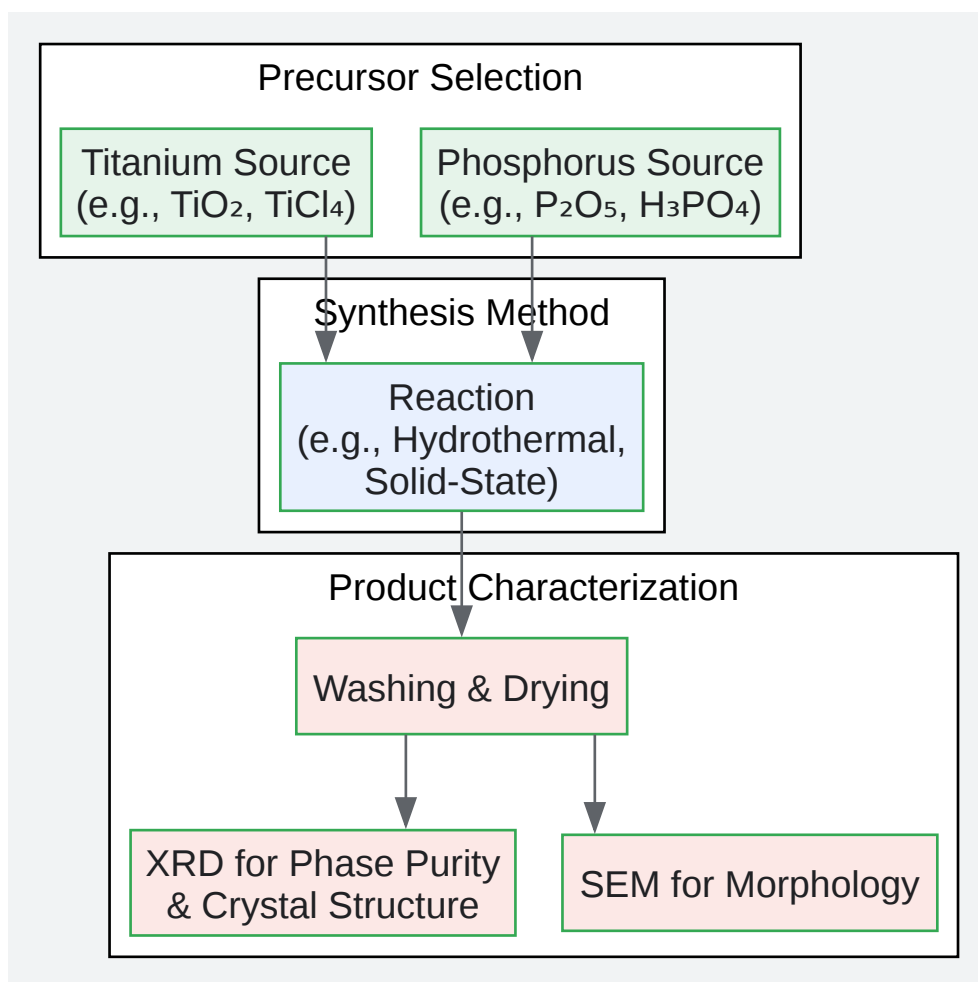 Precursor Selection
Titanium Source
(e.g., TiO₂, TiCl₄)
Phosphorus Source
(e.g., P₂O₅, H₃PO₄)
Synthesis Method
Reaction
(e.g., Hydrothermal,
Solid-State)
Product Characterization
Washing & Drying
XRD for Phase Purity
& Crystal Structure
SEM for Morphology